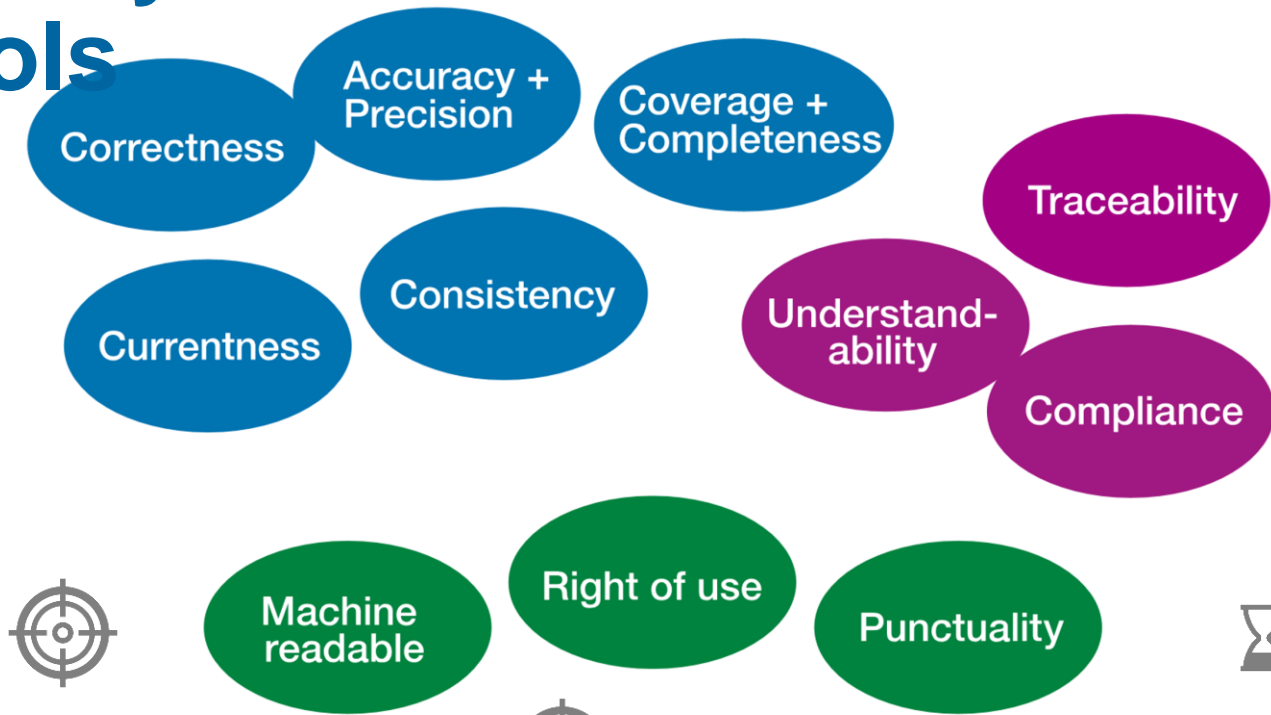 ols
Accuracy +
Precision
Coverage +
Completeness
Correctness
Traceability
Consistency
Understand-
ability
Currentness
Compliance
Right of use
Machine
readable
Punctuality